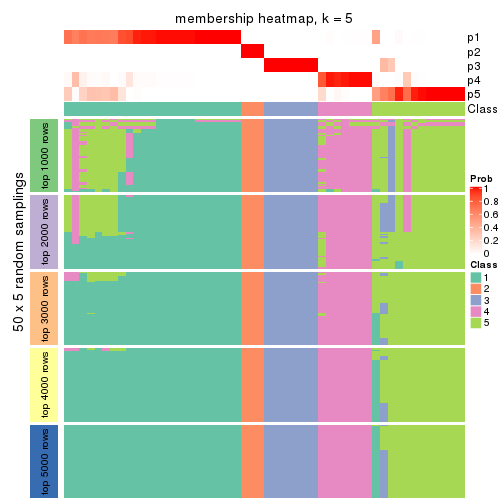 membership heatmap, k = 5
p1
p2
p3
p4
p5
Class
50 x 5 random samplings
top 1000 rows
top 2000 rows
top 3000 rows
top 4000 rows
top 5000 rows
Prob
1
0.8
0.6
0.4
0.2
0
Class
1
2
3
4
5